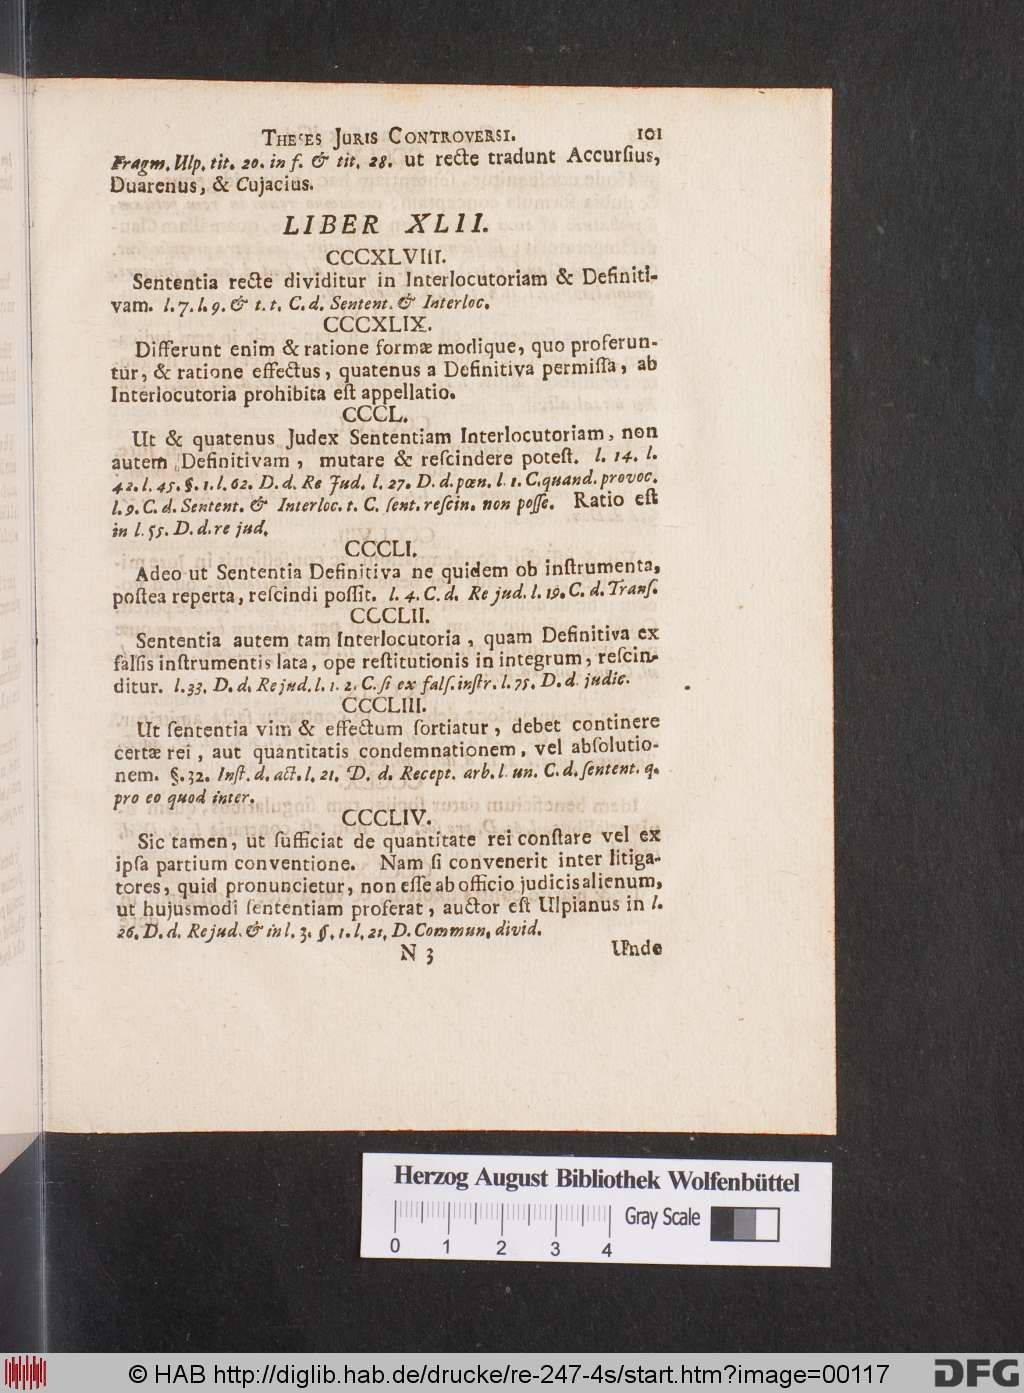 Theses Juris Controversi. 101
Fragm. Ulp. tit. 20. in f. & tit. 28. ut recte tradunt Accurſius,
Duarenus, & Cujacius.
LIBER XLII.
CCCXLVIII.
Sententia recte dividitur in Interlocutoriam & Definiti-
vam. l. 7. l. 9. & t. t. C. d. Sentent. & Interloc.
CCCXLIX.
Differunt enim & ratione formæ modique, quo proferun-
tur, & ratione effectus, quatenus a Definitiva permiſſa, ab
Interlocutoria prohibita eſt appellatio.
CCCL.
Ut & quatenus Judex Sententiam Interlocutoriam, non
autem Definitivam, mutare & reſcindere poteſt. l. 14. l.
42. l. 45. §. 1. l. 62. D. d. Re Jud. l. 27. D. d. pœn. l. 1. C. quand. provoc.
l. 9. C. d. Sentent. & Interloc. t. C. ſent. reſcin. non poſſe. Ratio eſt
in l. 55. D. d. re jud.
CCCLI.
Adeo ut Sententia Definitiva ne quidem ob inſtrumenta,
poſtea reperta, reſcindi poſſit. l. 4. C. d. Re jud. l. 19. C. d. Tranſ.
CCCLII.
Sententia autem tam Interlocutoria, quam Definitiva ex
falſis inſtrumentis lata, ope reſtitutionis in integrum, reſcin-
ditur. l. 33. D. d. Re jud. l. 1. 2. C. ſi ex falſ. inſtr. l. 75. D. d. judic.
CCCLIII.
Ut ſententia vim & effectum ſortiatur, debet continere
certæ rei, aut quantitatis condemnationem, vel abſolutio-
nem. §. 32. Inſt. d. act. l. 21. D. d. Recept. arb. l. un. C. d. ſentent. q.
pro eo quod inter.
CCCLIV.
Sic tamen, ut ſufficiat de quantitate rei conſtare vel ex
ipſa partium conventione. Nam ſi convenerit inter litiga-
tores, quid pronuncietur, non eſſe ab officio judicis alienum,
ut hujusmodi ſententiam proferat, auctor eſt Ulpianus in l.
26. D. d. Re jud. & in l. 3. §. 1. l. 21. D. Commun. divid.
N 3 Unde
Herzog August Bibliothek Wolfenbüttel
0 1 2 3 4 Gray Scale
© HAB http://diglib.hab.de/drucke/re-247-4s/start.htm?image=00117 DFG